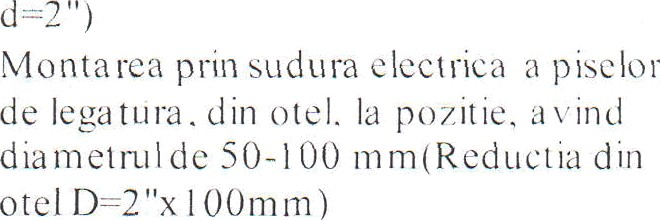 d=2")
Montarea prin sudura electrica a piselor
de legatura, din otel, la pozitie, avind
diametrul de 50-100 mm(Reductia din
otel D=2"x100mm)